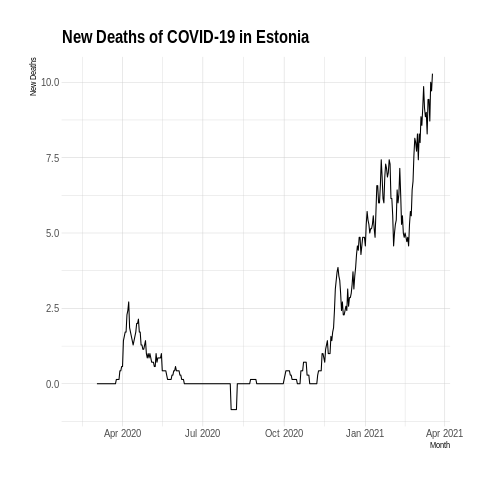 New Deaths of COVID-19 in Estonia
New Deaths
10.0
7.5
5.0
2.5
0.0
Apr 2020 Jul 2020 Oct 2020 Jan 2021 Apr 2021
Month